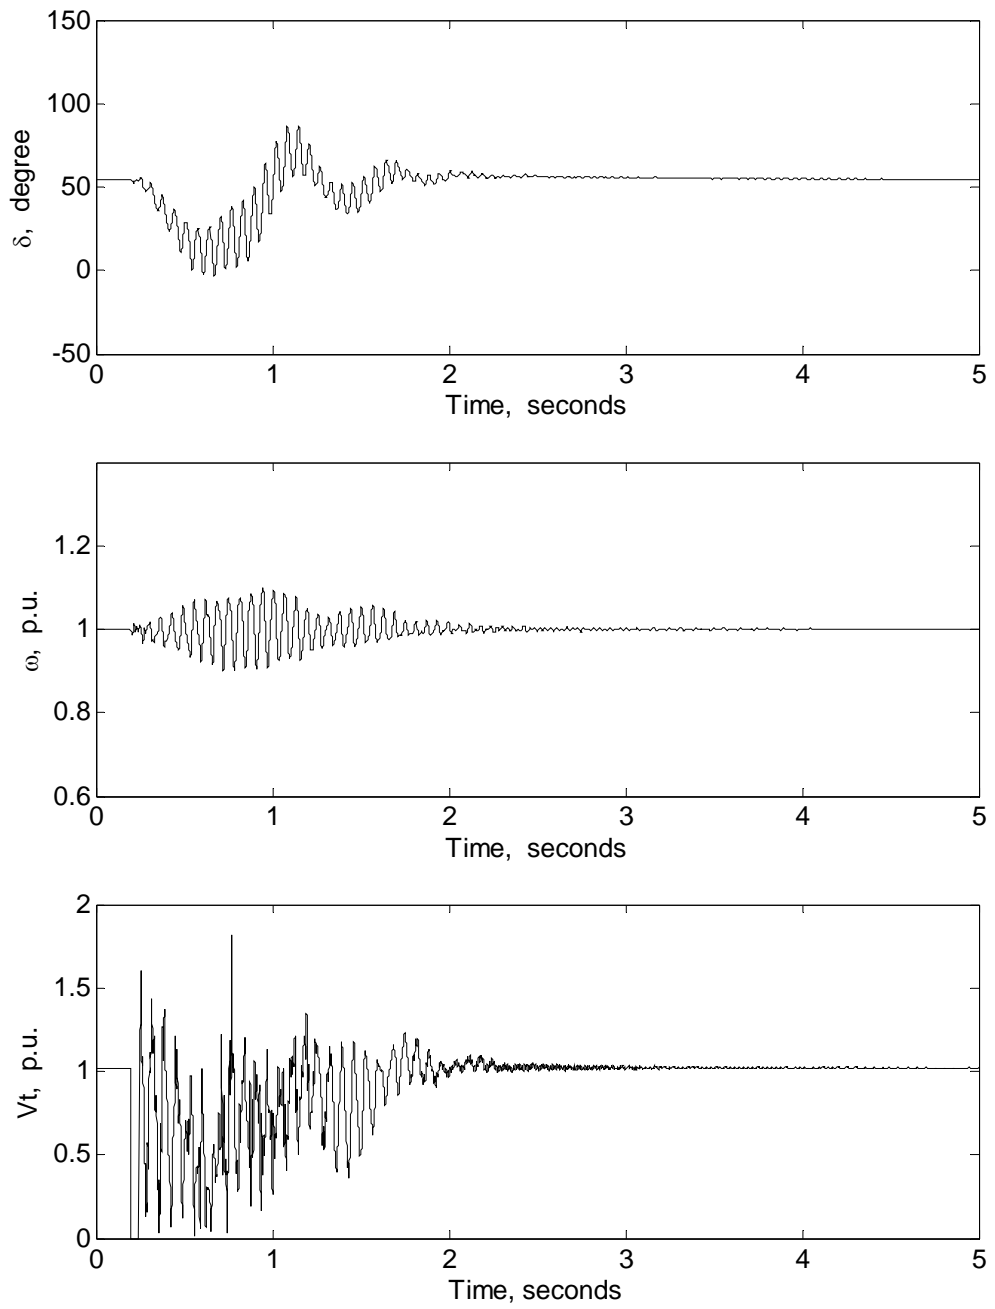 150
100
50
0
-50
δ, degree
0 1 2 3 4 5
Time, seconds
1.2
1
0.8
0.6
ω, p.u.
0 1 2 3 4 5
Time, seconds
2
1.5
1
0.5
0
Vt, p.u.
0 1 2 3 4 5
Time, seconds